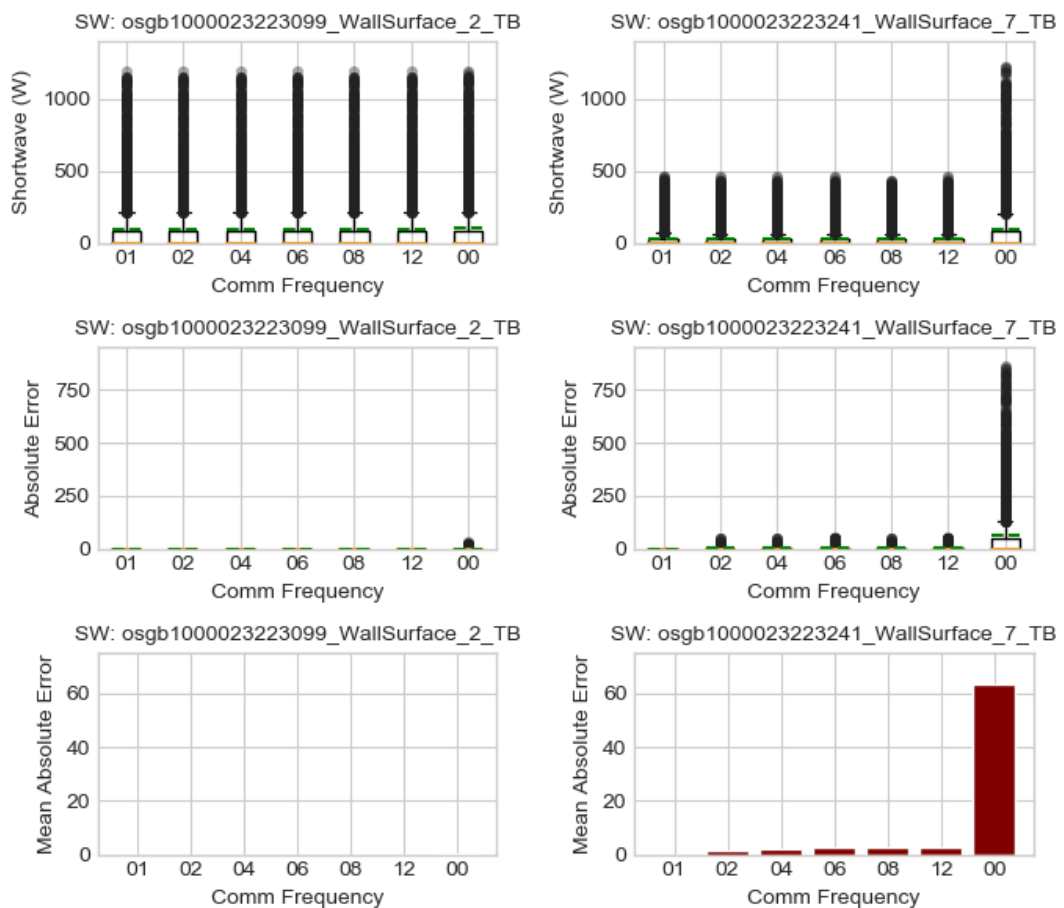 SW: osgb1000023223099_WallSurface_2_TB
Shortwave (W)
1000
500
0
01 02 04 06 08 12 00
Comm Frequency
SW: osgb1000023223241_WallSurface_7_TB
Shortwave (W)
1000
500
0
01 02 04 06 08 12 00
Comm Frequency
SW: osgb1000023223099_WallSurface_2_TB
Absolute Error
750
500
250
0
01 02 04 06 08 12 00
Comm Frequency
SW: osgb1000023223241_WallSurface_7_TB
Absolute Error
750
500
250
0
01 02 04 06 08 12 00
Comm Frequency
SW: osgb1000023223099_WallSurface_2_TB
Mean Absolute Error
60
40
20
0
01 02 04 06 08 12 00
Comm Frequency
SW: osgb1000023223241_WallSurface_7_TB
Mean Absolute Error
60
40
20
0
01 02 04 06 08 12 00
Comm Frequency